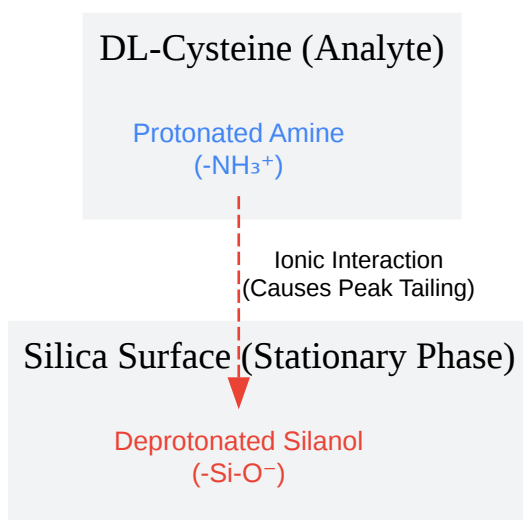 DL-Cysteine (Analyte)
Protonated Amine
(-NH₃⁺)
Ionic Interaction
(Causes Peak Tailing)
Silica Surface (Stationary Phase)
Deprotonated Silanol
(-Si-O⁻)